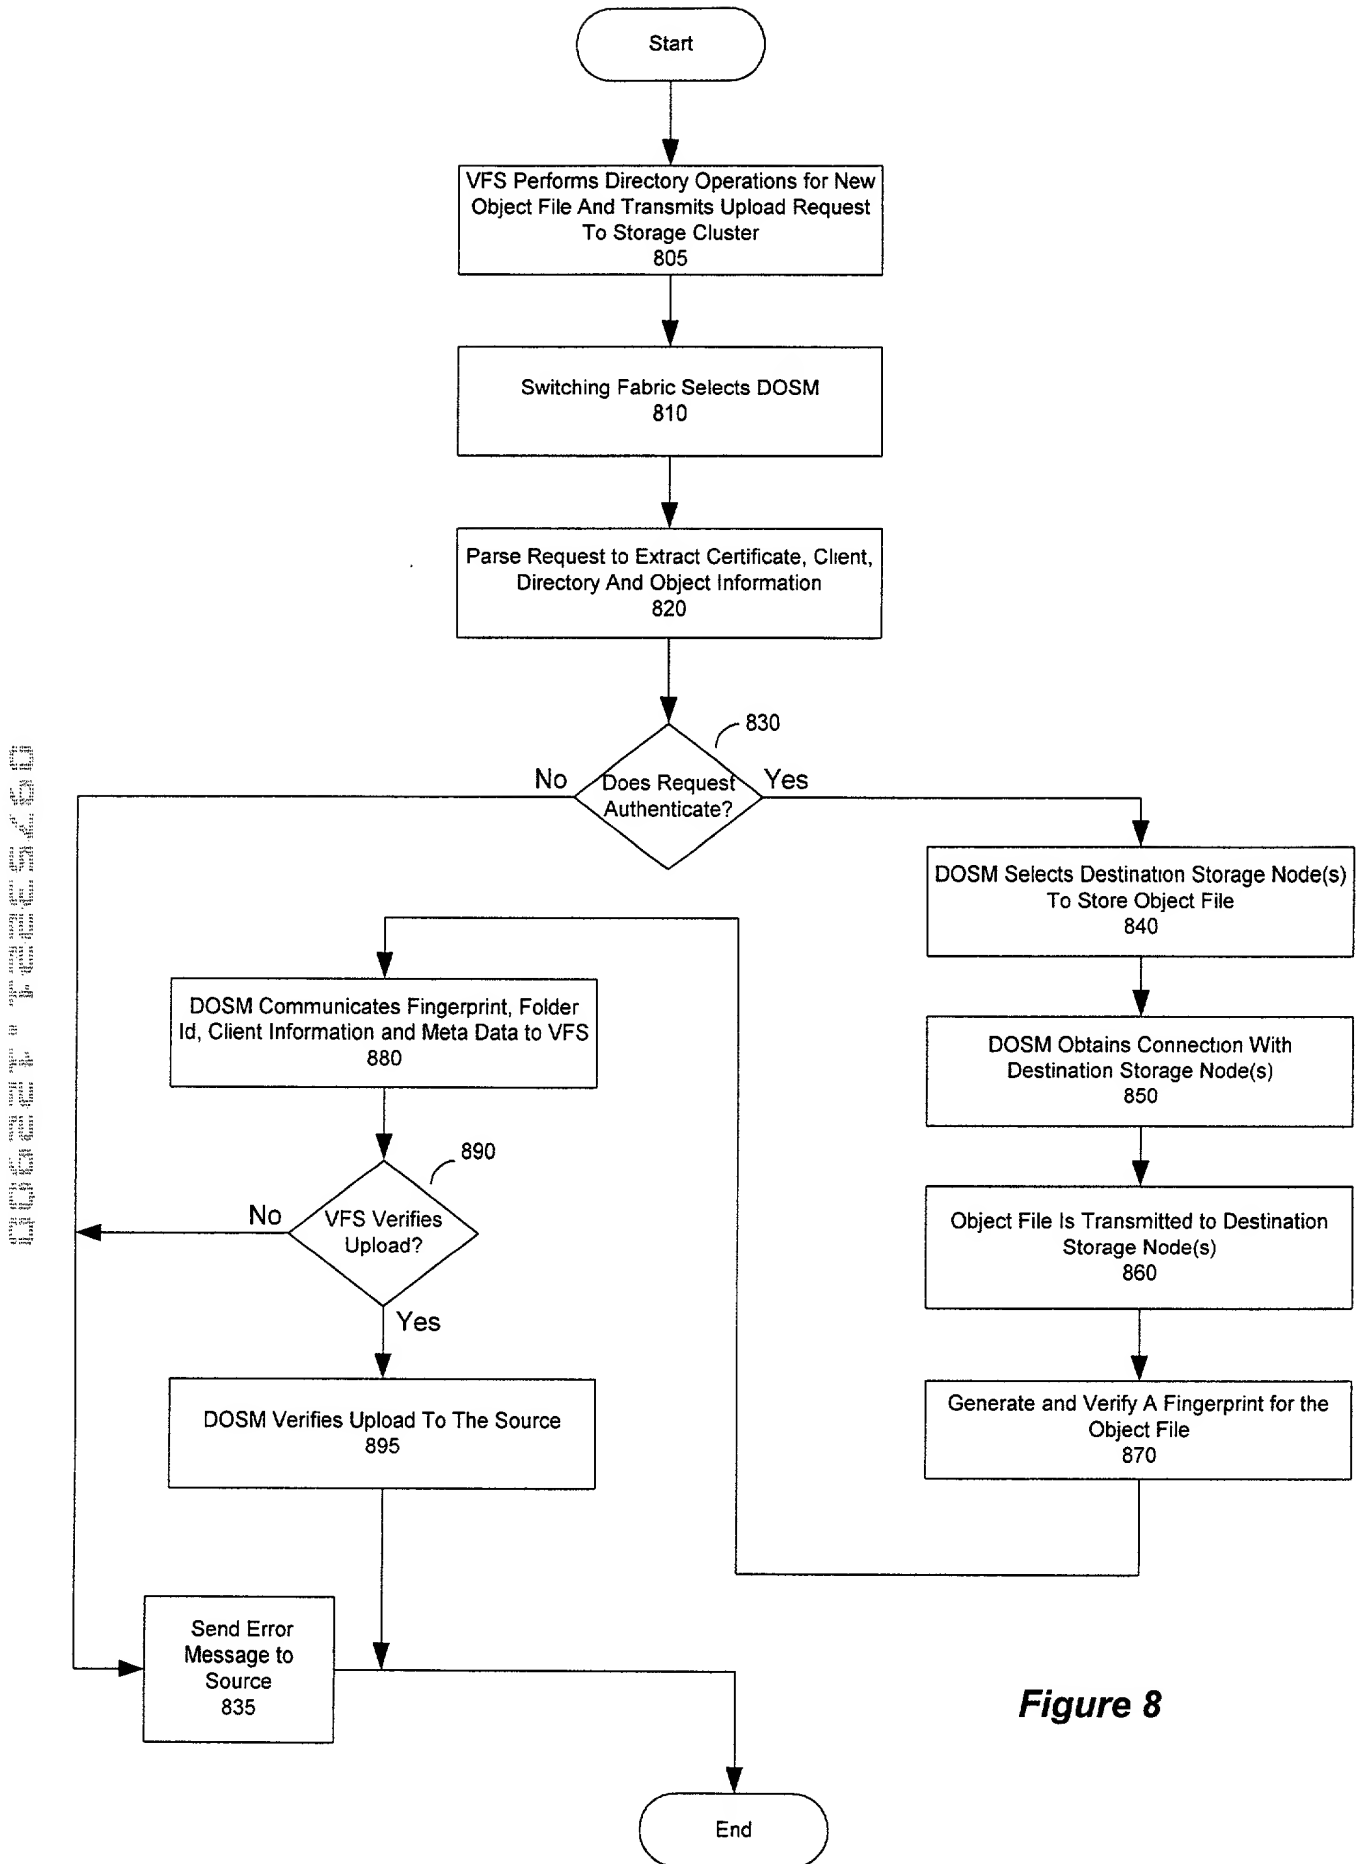 Start
VFS Performs Directory Operations for New
Object File And Transmits Upload Request
To Storage Cluster
805
Switching Fabric Selects DOSM
810
Parse Request to Extract Certificate, Client,
Directory And Object Information
820
830
No
Does Request
Authenticate?
Yes
DOSM Selects Destination Storage Node(s)
To Store Object File
840
DOSM Obtains Connection With
Destination Storage Node(s)
850
Object File Is Transmitted to Destination
Storage Node(s)
860
Generate and Verify A Fingerprint for the
Object File
870
DOSM Communicates Fingerprint, Folder
Id, Client Information and Meta Data to VFS
880
890
No
VFS Verifies
Upload?
Yes
DOSM Verifies Upload To The Source
895
Send Error
Message to
Source
835
Figure 8
End